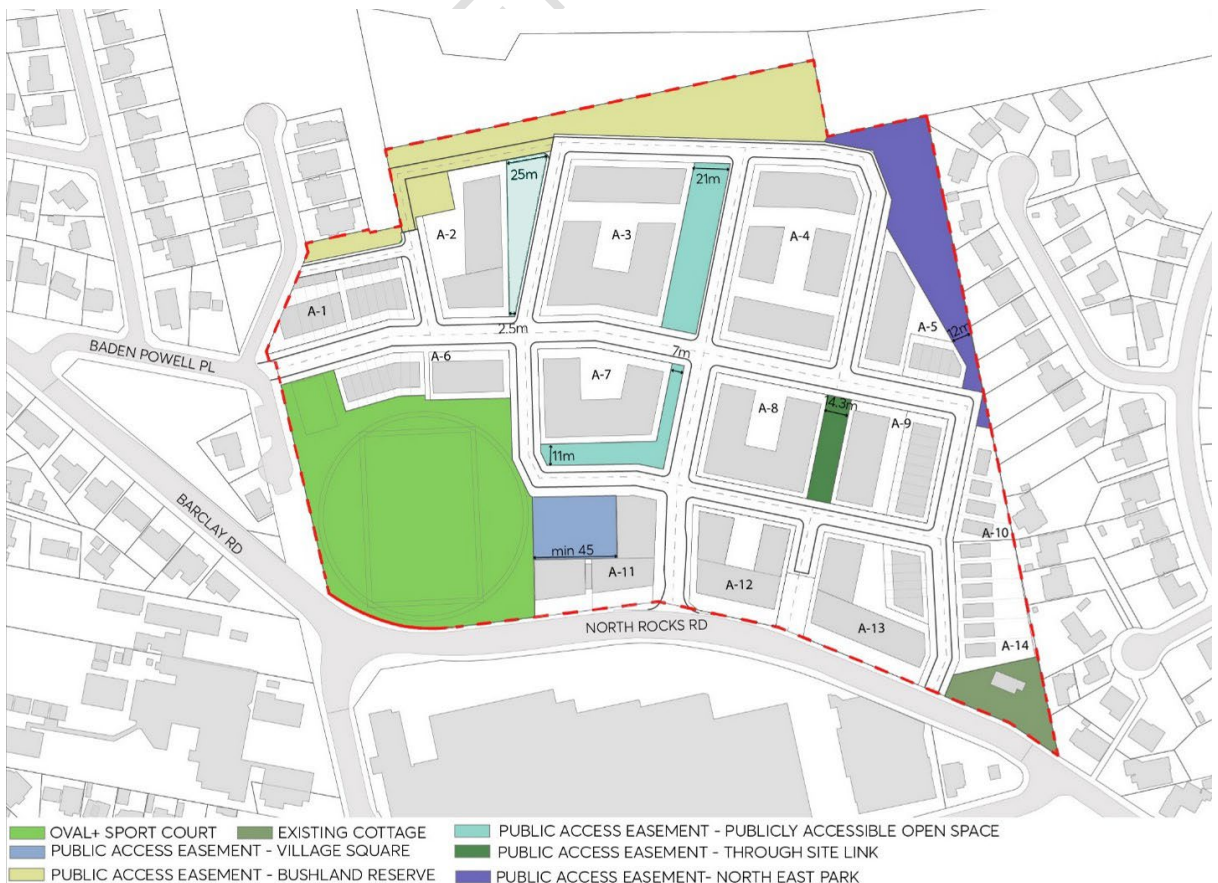 25m
21m
A-2
A-3
A-4
A-1
2.5m
A-5
12m
BADEN POWELL PL
A-6
7m
A-7
A-8
14.3m
A-9
11m
BARCLAY RD
min 45
A-10
A-11
A-12
NORTH ROCKS RD
A-13
A-14
OVAL+ SPORT COURT
EXISTING COTTAGE
PUBLIC ACCESS EASEMENT - PUBLICLY ACCESSIBLE OPEN SPACE
PUBLIC ACCESS EASEMENT - VILLAGE SQUARE
PUBLIC ACCESS EASEMENT - THROUGH SITE LINK
PUBLIC ACCESS EASEMENT - BUSHLAND RESERVE
PUBLIC ACCESS EASEMENT- NORTH EAST PARK